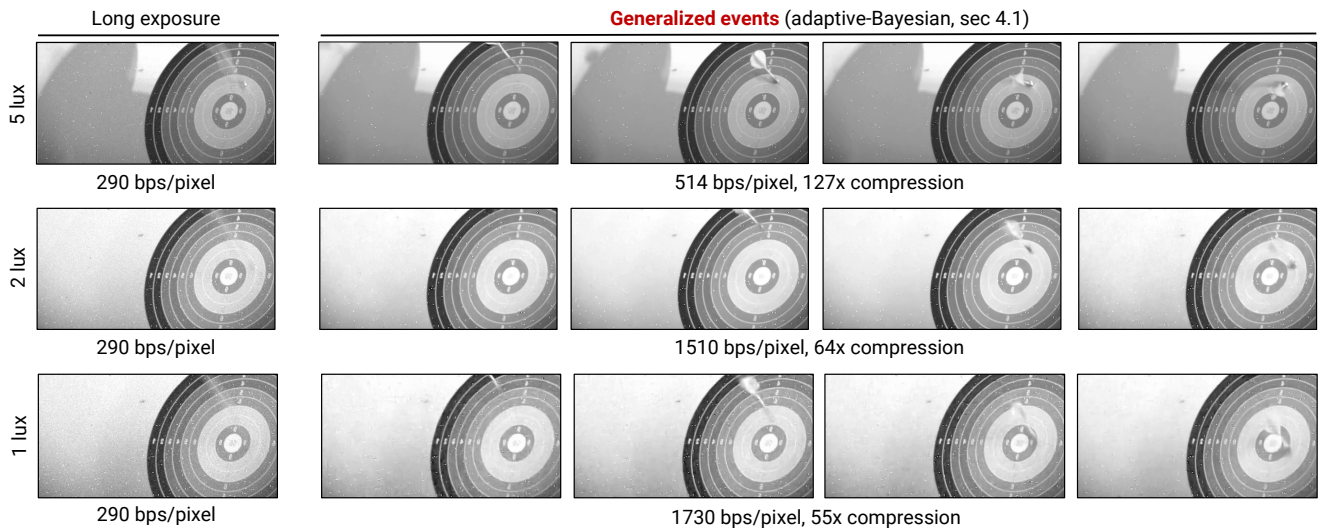 Long exposure
Generalized events (adaptive-Bayesian, sec 4.1)
5 lux
290 bps/pixel
514 bps/pixel, 127x compression
2 lux
290 bps/pixel
1510 bps/pixel, 64x compression
1 lux
290 bps/pixel
1730 bps/pixel, 55x compression